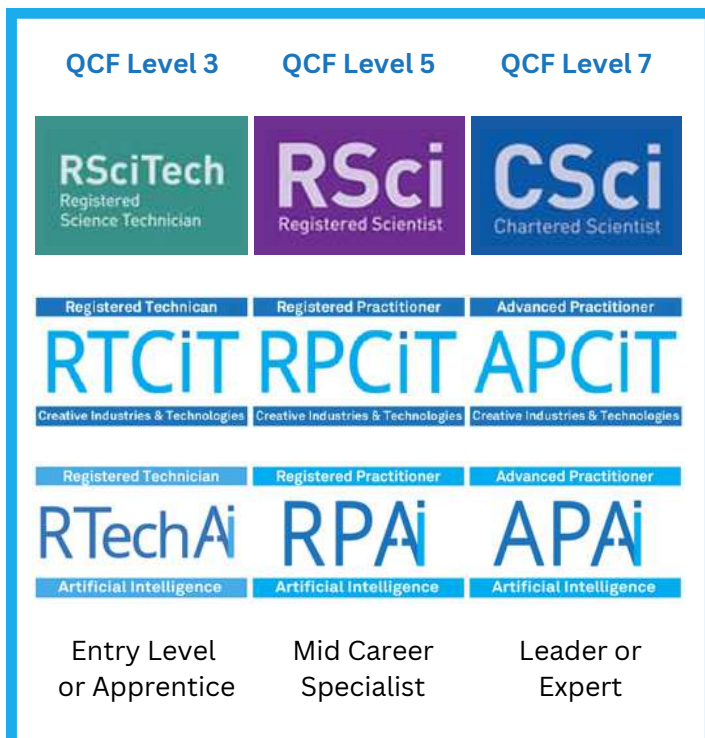 QCF Level 3 QCF Level 5 QCF Level 7
RSciTech
Registered
Science Technician
RSci
Registered Scientist
CSci
Chartered Scientist
Registered Technican
RTCiT
Creative Industries & Technologies
Registered Practitioner
RPCiT
Creative Industries & Technologies
Advanced Practitioner
APCiT
Creative Industries & Technologies
Registered Technician
RTechAi
Artificial Intelligence
Registered Practitioner
RPAi
Artificial Intelligence
Advanced Practitioner
APAi
Artificial Intelligence
Entry Level
or Apprentice
Mid Career
Specialist
Leader or
Expert